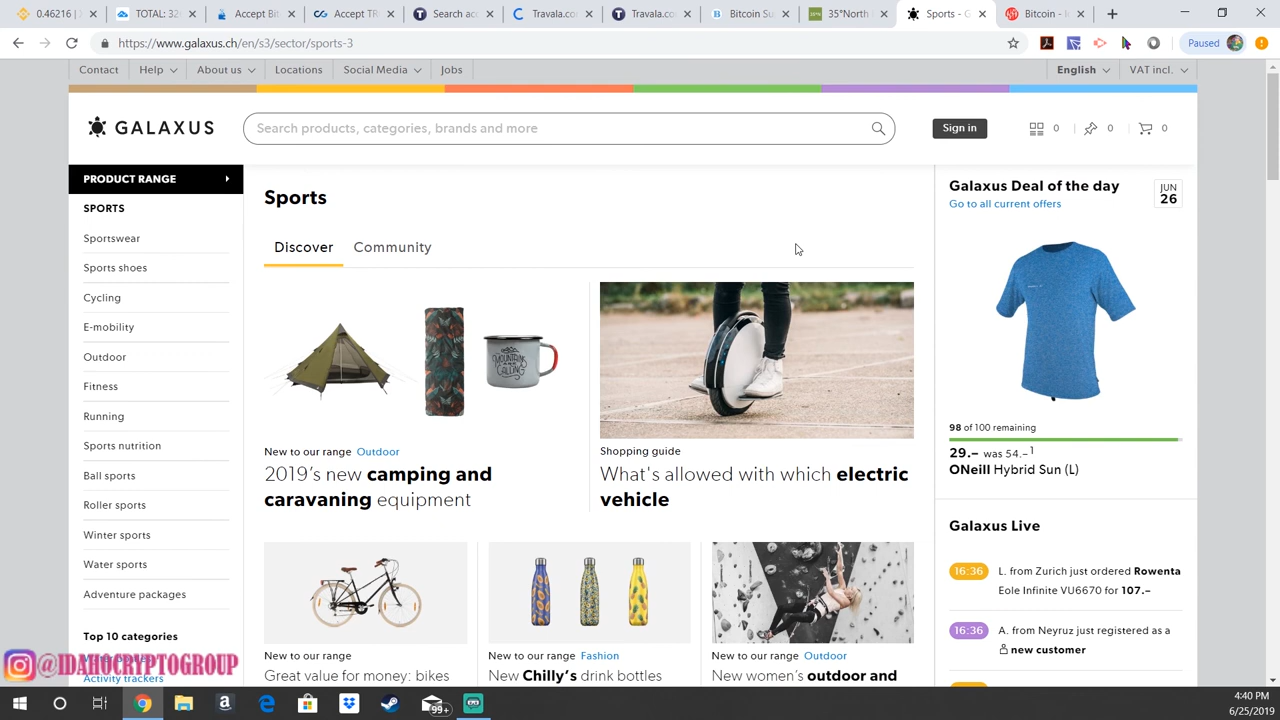 0.46216 | X
TOTAL: 32
Accept Bit
Accept TR
Search acc
Travala.co
Travala.co
Bitcoin Su
35°North |
Sports - G
Bitcoin - I
https://www.galaxus.ch/en/s3/sector/sports-3
Paused
Contact Help About us Locations Social Media Jobs English VAT incl.
GALAXUS
Search products, categories, brands and more
Sign in
0 0 0
PRODUCT RANGE
SPORTS
Sportswear
Sports shoes
Cycling
E-mobility
Outdoor
Fitness
Running
Sports nutrition
Ball sports
Roller sports
Winter sports
Water sports
Adventure packages
Top 10 categories
Activity trackers
Sports
Discover Community
MOUNTAINS
CALLING
New to our range Outdoor
2019's new camping and
caravaning equipment
Shopping guide
What's allowed with which electric
vehicle
New to our range
Great value for money: bikes
New to our range Fashion
New Chilly's drink bottles
New to our range Outdoor
New women's outdoor and
Galaxus Deal of the day
Go to all current offers
JUN
26
98 of 100 remaining
29.– was 54.–1
ONeill Hybrid Sun (L)
Galaxus Live
16:36 L. from Zurich just ordered Rowenta
Eole Infinite VU6670 for 107.–
16:36 A. from Neyruz just registered as a
new customer
@IDAHOCRYPTOGROUP
99+
4:40 PM
6/25/2019